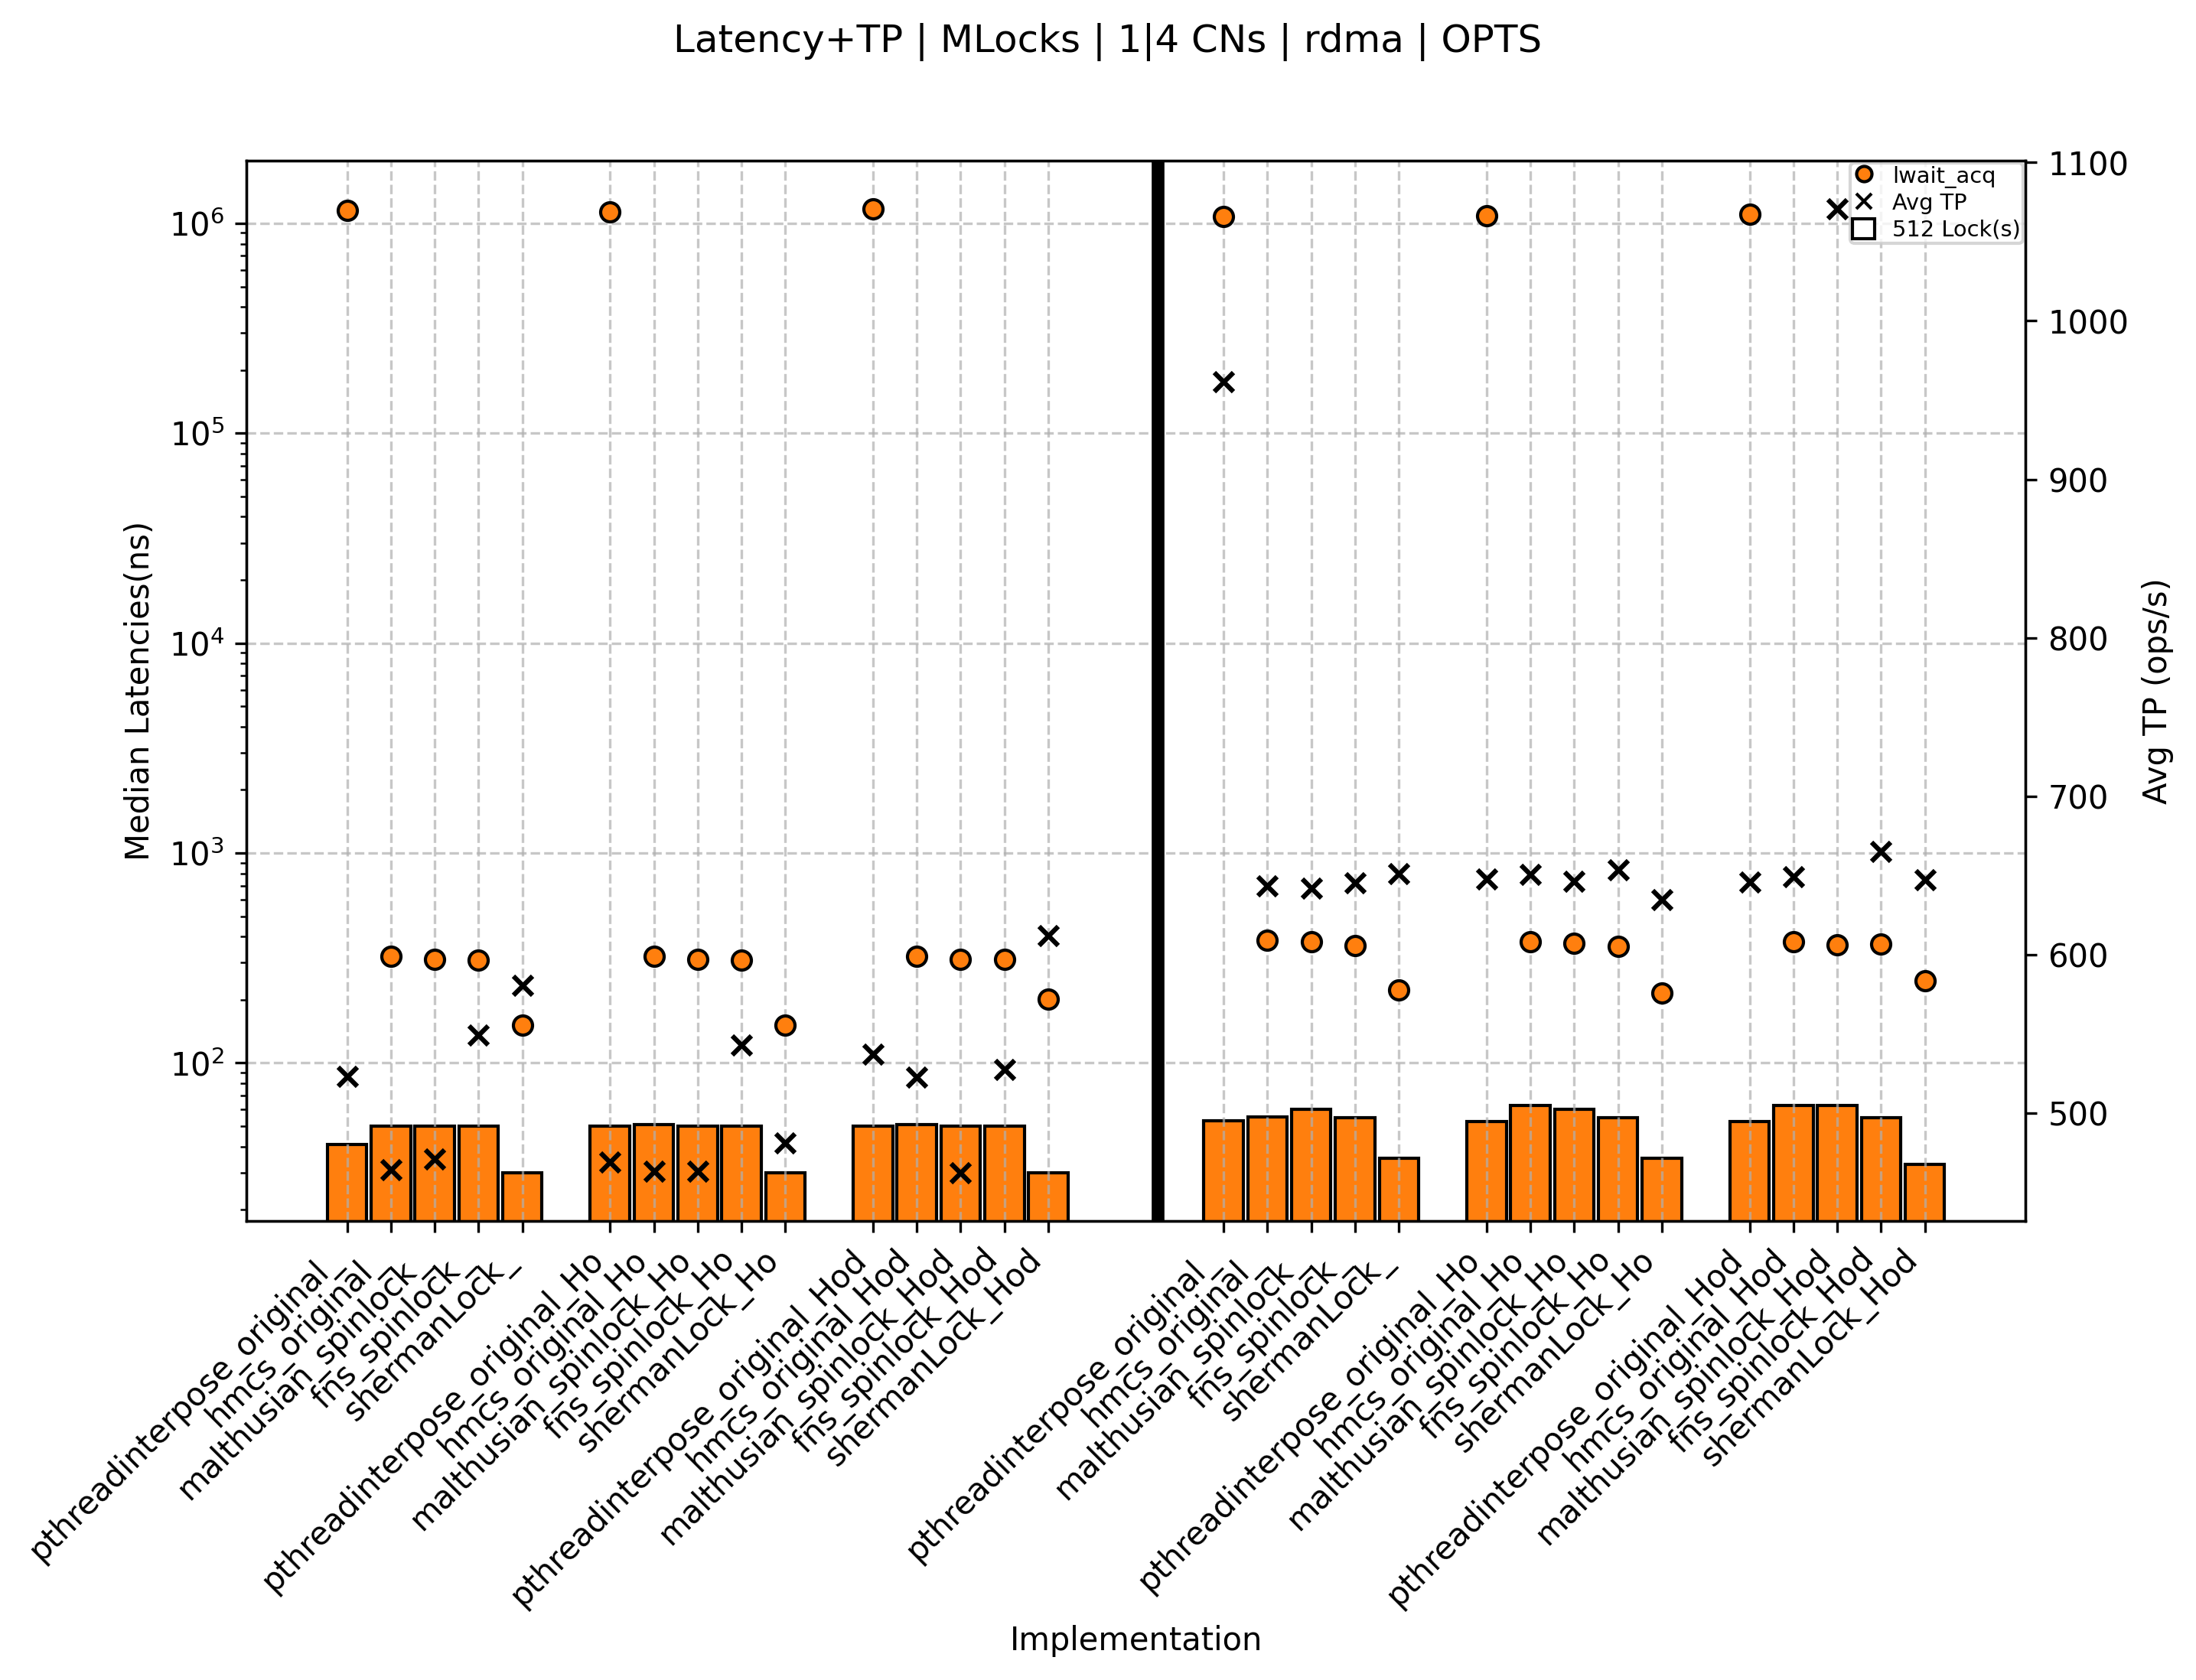 Latency+TP | MLocks | 1|4 CNs | rdma | OPTS
lwait_acq
Avg TP
512 Lock(s)
Median Latencies(ns)
10^6
10^5
10^4
10^3
10^2
1100
1000
900
800
700
600
500
Avg TP (ops/s)
pthreadinterpose_original_
hmcs_original_
malthusian_spinlock_
fns_spinlock_
shermanLock_
pthreadinterpose_original_Ho
hmcs_original_Ho
malthusian_spinlock_Ho
fns_spinlock_Ho
shermanLock_Ho
pthreadinterpose_original_Hod
hmcs_original_Hod
malthusian_spinlock_Hod
fns_spinlock_Hod
shermanLock_Hod
pthreadinterpose_original_
hmcs_original_
malthusian_spinlock_
fns_spinlock_
shermanLock_
pthreadinterpose_original_Ho
hmcs_original_Ho
malthusian_spinlock_Ho
fns_spinlock_Ho
shermanLock_Ho
pthreadinterpose_original_Hod
hmcs_original_Hod
malthusian_spinlock_Hod
fns_spinlock_Hod
shermanLock_Hod
Implementation